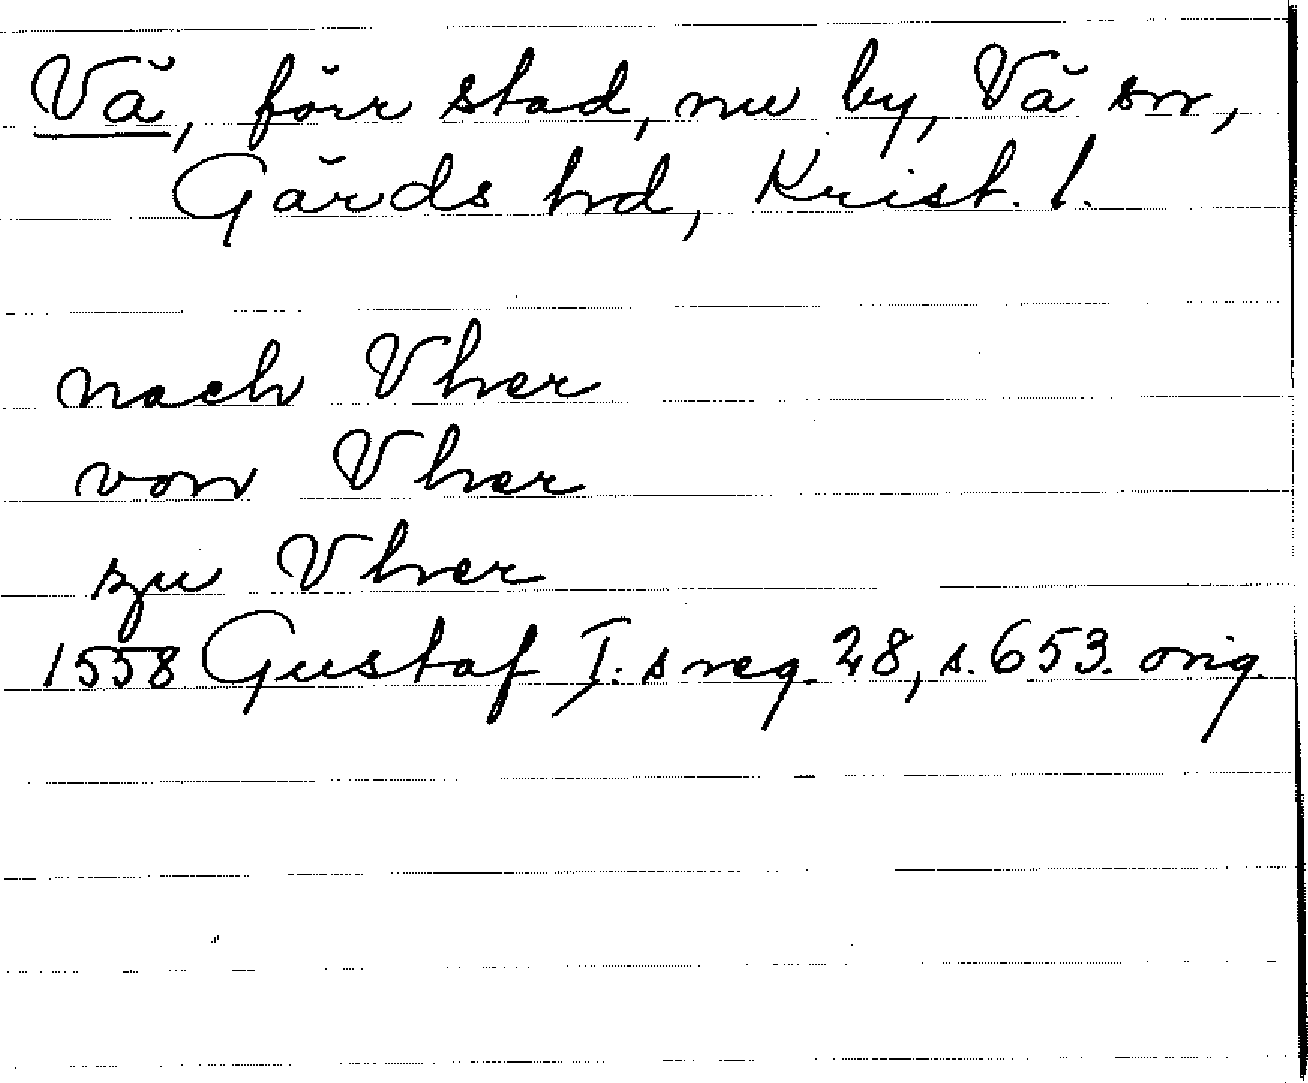 Vä, förr stad, nu by, Vä sn,
Gärds hd, Krist. l.
nach Vher
von Vher
zu Vher
1558 Gustaf I:s reg. 28, s. 653. orig.